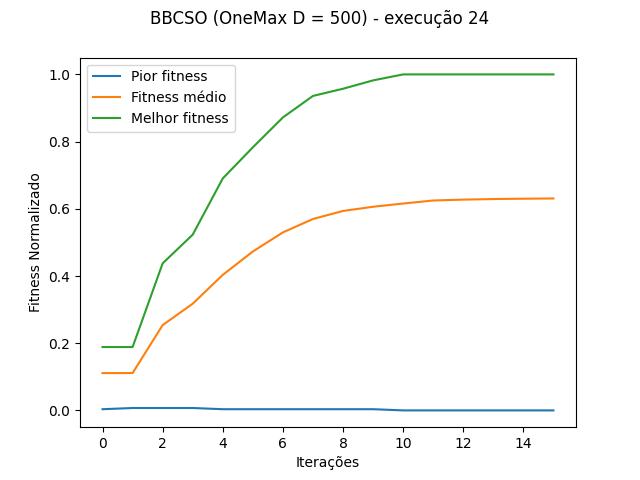 BBCSO (OneMax D = 500) - execução 24
Pior fitness
Fitness médio
Melhor fitness
1.0
0.8
0.6
0.4
0.2
0.0
Fitness Normalizado
0 2 4 6 8 10 12 14
Iterações